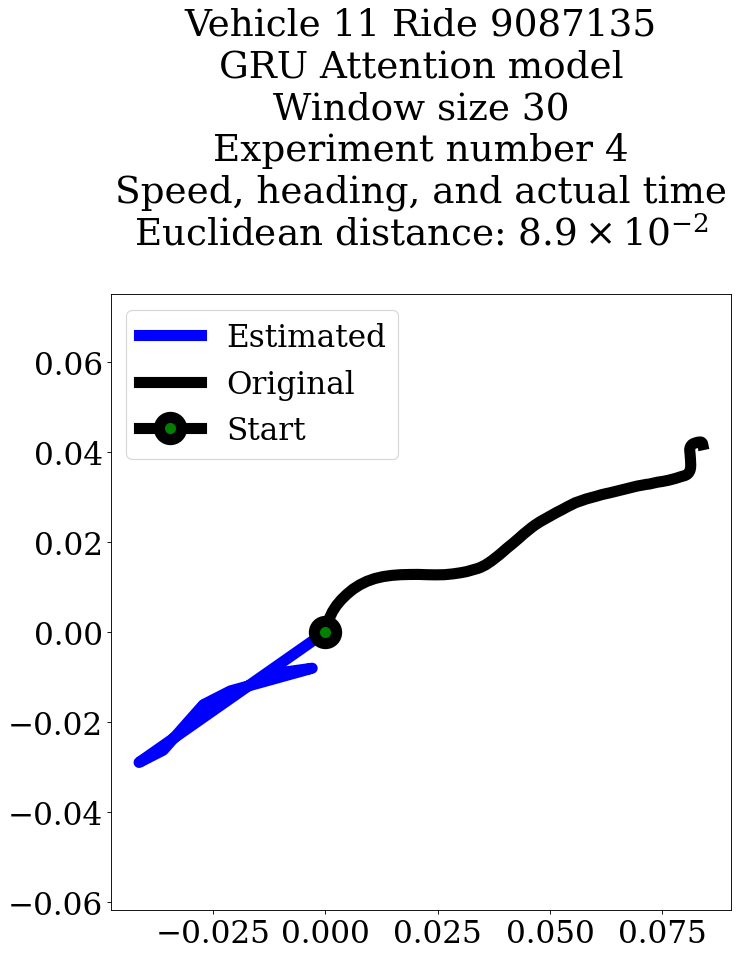 Vehicle 11 Ride 9087135
GRU Attention model
Window size 30
Experiment number 4
Speed, heading, and actual time
Euclidean distance: 8.9 × 10⁻²
Estimated
Original
Start
0.06
0.04
0.02
0.00
−0.02
−0.04
−0.06
−0.025 0.000 0.025 0.050 0.075